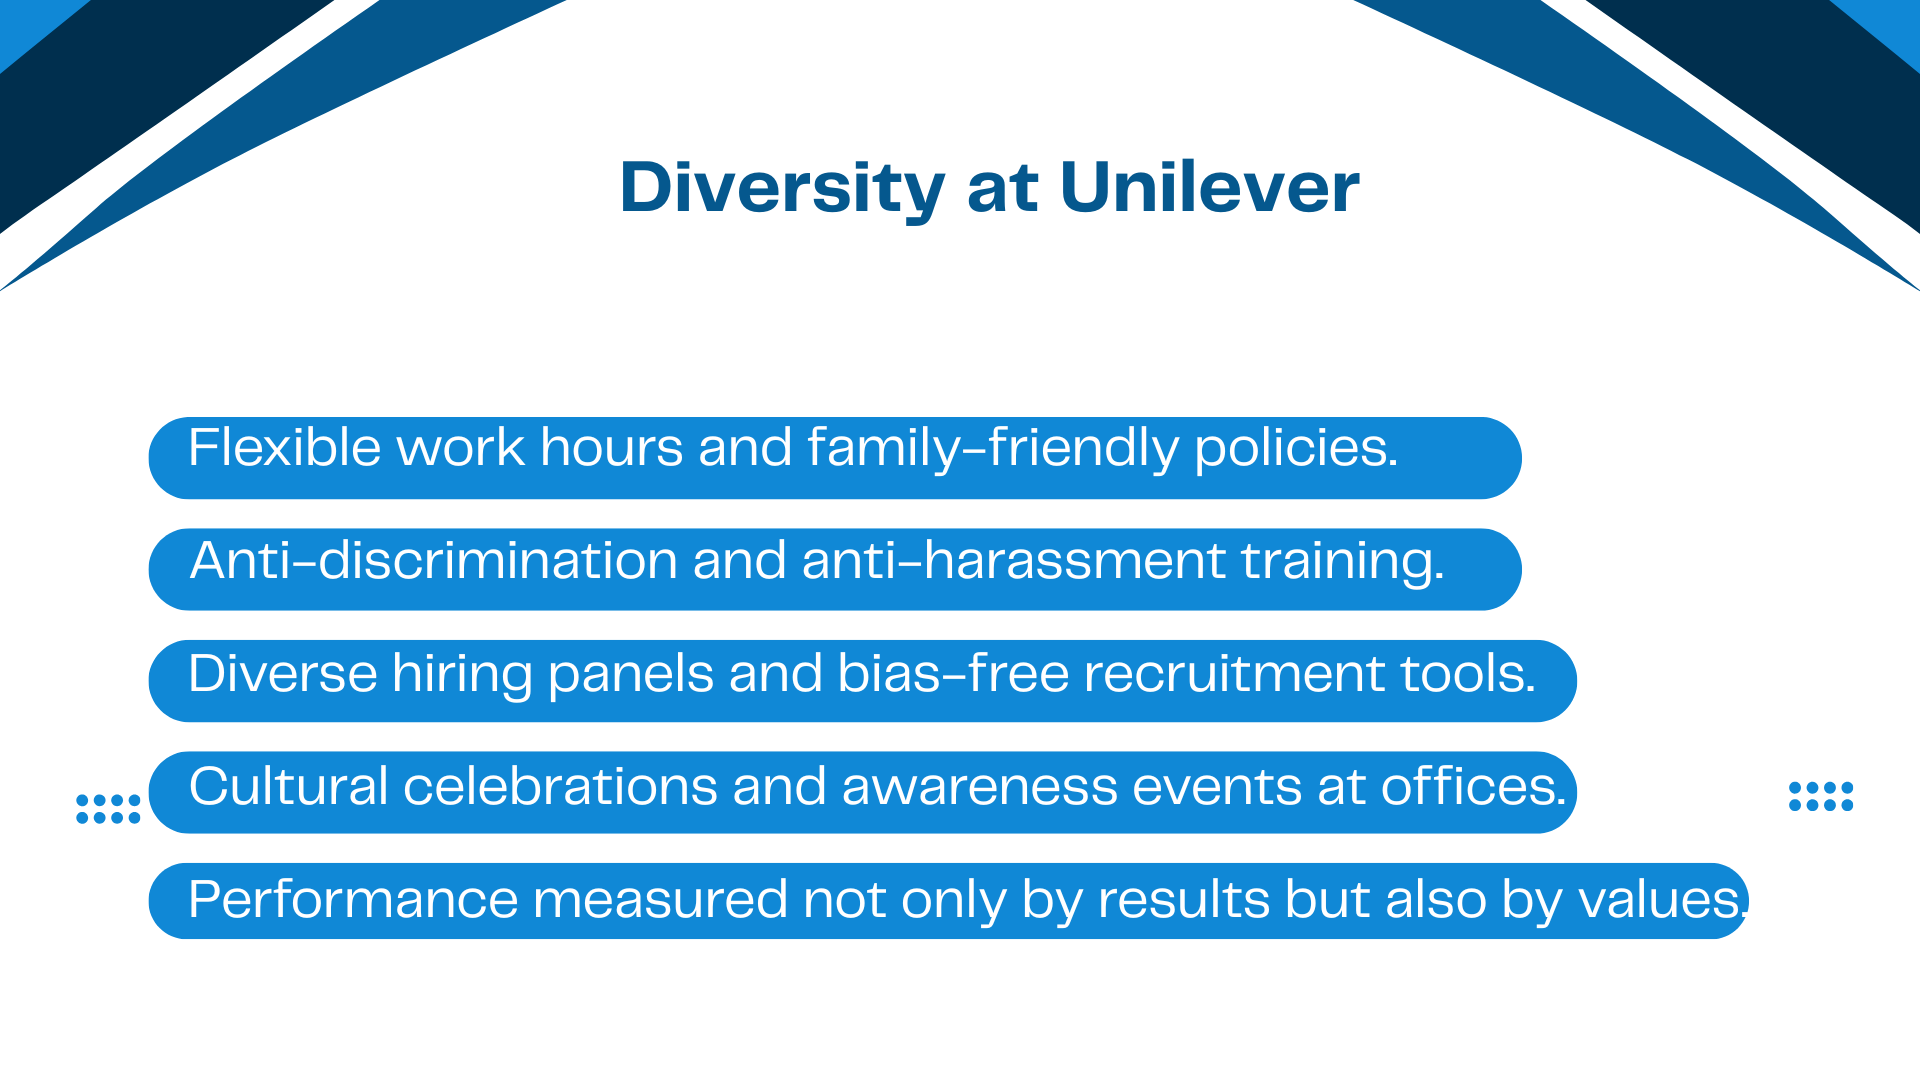 Diversity at Unilever
Flexible work hours and family-friendly policies.
Anti-discrimination and anti-harassment training.
Diverse hiring panels and bias-free recruitment tools.
Cultural celebrations and awareness events at offices.
Performance measured not only by results but also by values.